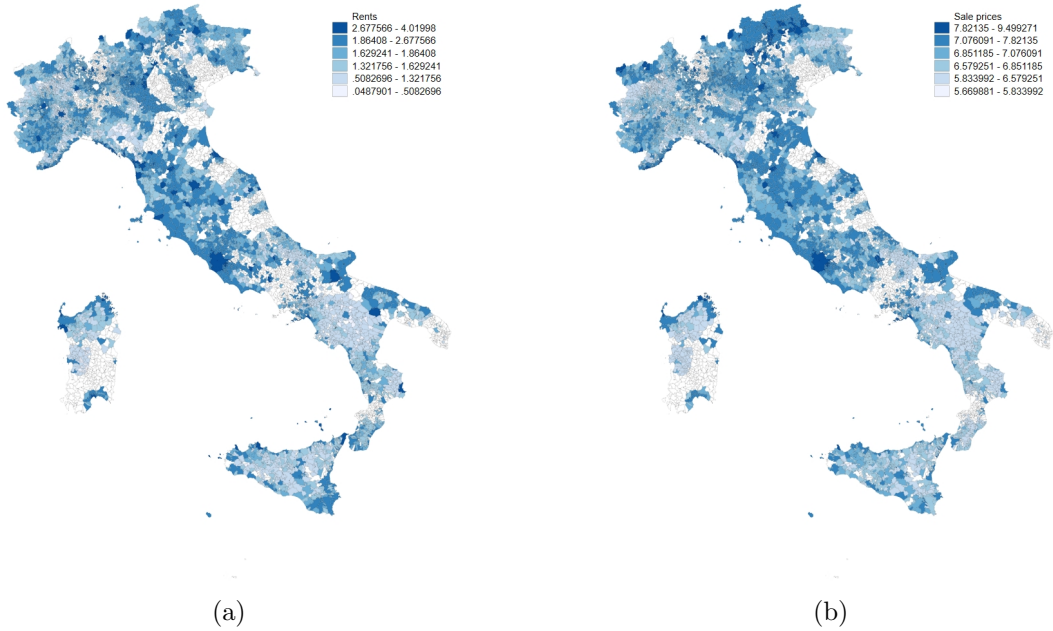 Rents
2.677566 - 4.01998
1.86408 - 2.677566
1.629241 - 1.86408
1.321756 - 1.629241
.5082696 - 1.321756
.0487901 - .5082696
Sale prices
7.82135 - 9.499271
7.076091 - 7.82135
6.851185 - 7.076091
6.579251 - 6.851185
5.833992 - 6.579251
5.669881 - 5.833992
(a)
(b)